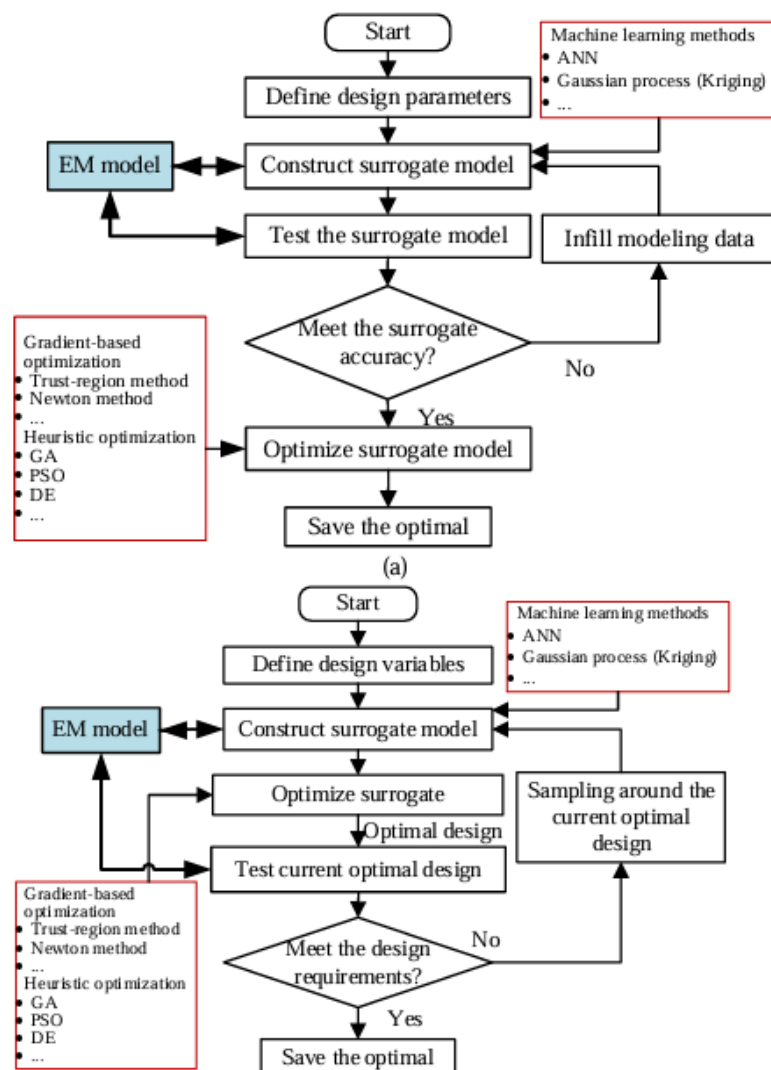 Start
Machine learning methods
• ANN
• Gaussian process (Kriging)
• ...
Define design parameters
EM model
Construct surrogate model
Test the surrogate model
Infill modeling data
Meet the surrogate
accuracy?
No
Yes
Gradient-based
optimization
• Trust-region method
• Newton method
• ...
Heuristic optimization
• GA
• PSO
• DE
• ...
Optimize surrogate model
Save the optimal
(a)
Start
Machine learning methods
• ANN
• Gaussian process (Kriging)
• ...
Define design variables
EM model
Construct surrogate model
Optimize surrogate
Sampling around the
current optimal
design
Optimal design
Test current optimal design
Gradient-based
optimization
• Trust-region method
• Newton method
• ...
Heuristic optimization
• GA
• PSO
• DE
• ...
Meet the design
requirements?
No
Yes
Save the optimal